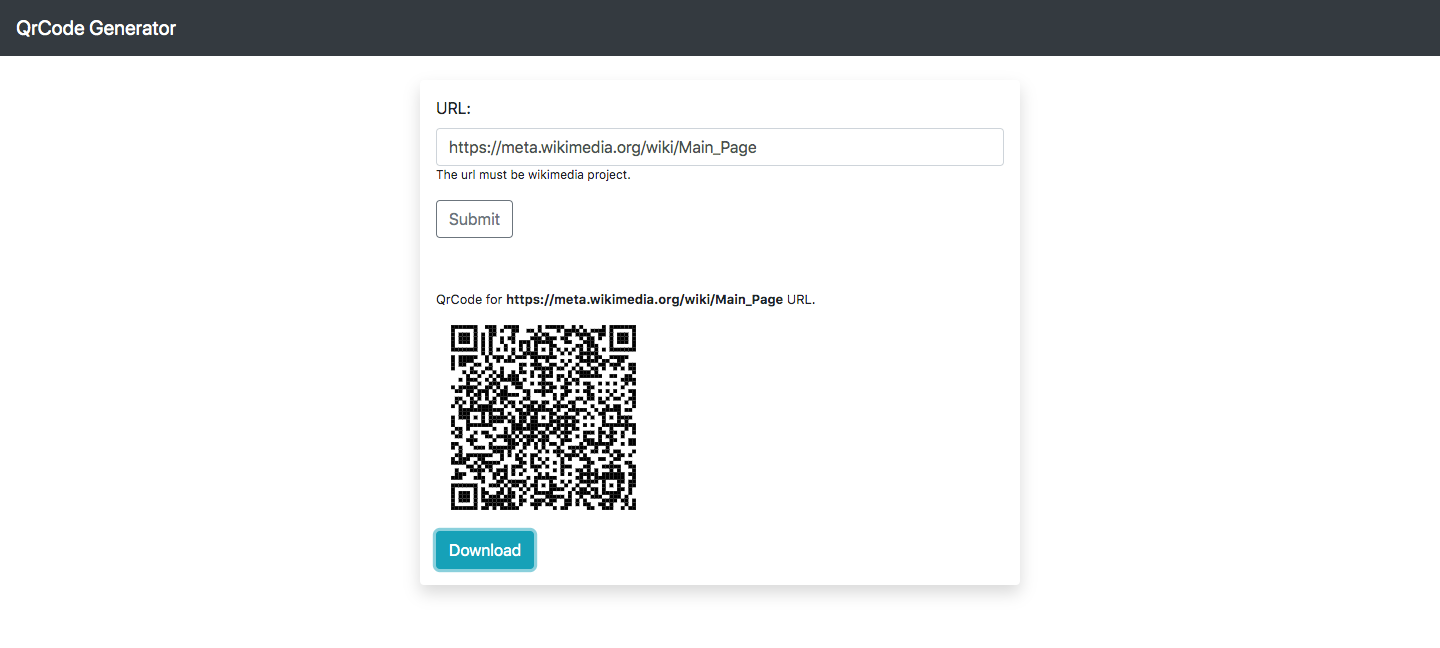 QrCode Generator
URL:
https://meta.wikimedia.org/wiki/Main_Page
The url must be wikimedia project.
Submit
QrCode for https://meta.wikimedia.org/wiki/Main_Page URL.
Download